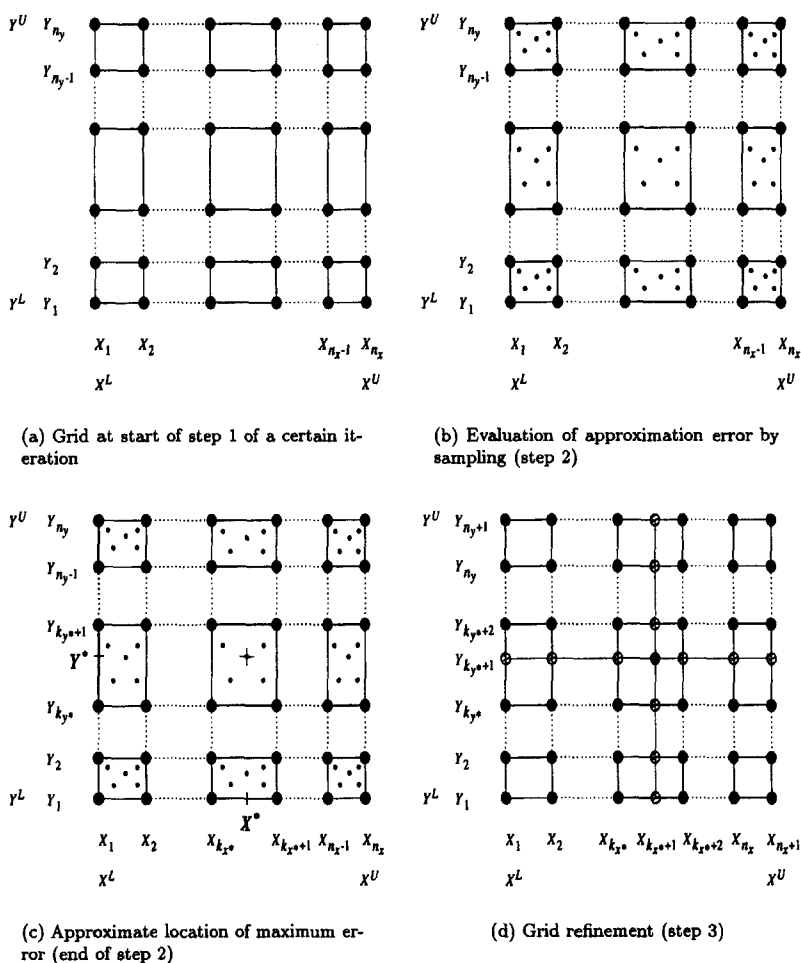 Y^U Y_{n_y}
Y_{n_y-1}
Y_2
Y^L Y_1
X_1 X_2 X_{n_x-1} X_{n_x}
X^L X^U
(a) Grid at start of step 1 of a certain it-
eration
Y^U Y_{n_y}
Y_{n_y-1}
Y_2
Y^L Y_1
X_1 X_2 X_{n_x-1} X_{n_x}
X^L X^U
(b) Evaluation of approximation error by
sampling (step 2)
Y^U Y_{n_y}
Y_{n_y-1}
Y_{k_{y*}+1}
Y*
Y_{k_{y*}}
Y_2
Y^L Y_1
X*
X_1 X_2 X_{k_{x*}} X_{k_{x*}+1} X_{n_x-1} X_{n_x}
X^L X^U
(c) Approximate location of maximum er-
ror (end of step 2)
Y^U Y_{n_y+1}
Y_{n_y}
Y_{k_{y*}+2}
Y_{k_{y*}+1}
Y_{k_{y*}}
Y_2
Y^L Y_1
X_1 X_2 X_{k_{x*}} X_{k_{x*}+1} X_{k_{x*}+2} X_{n_x} X_{n_x+1}
X^L X^U
(d) Grid refinement (step 3)